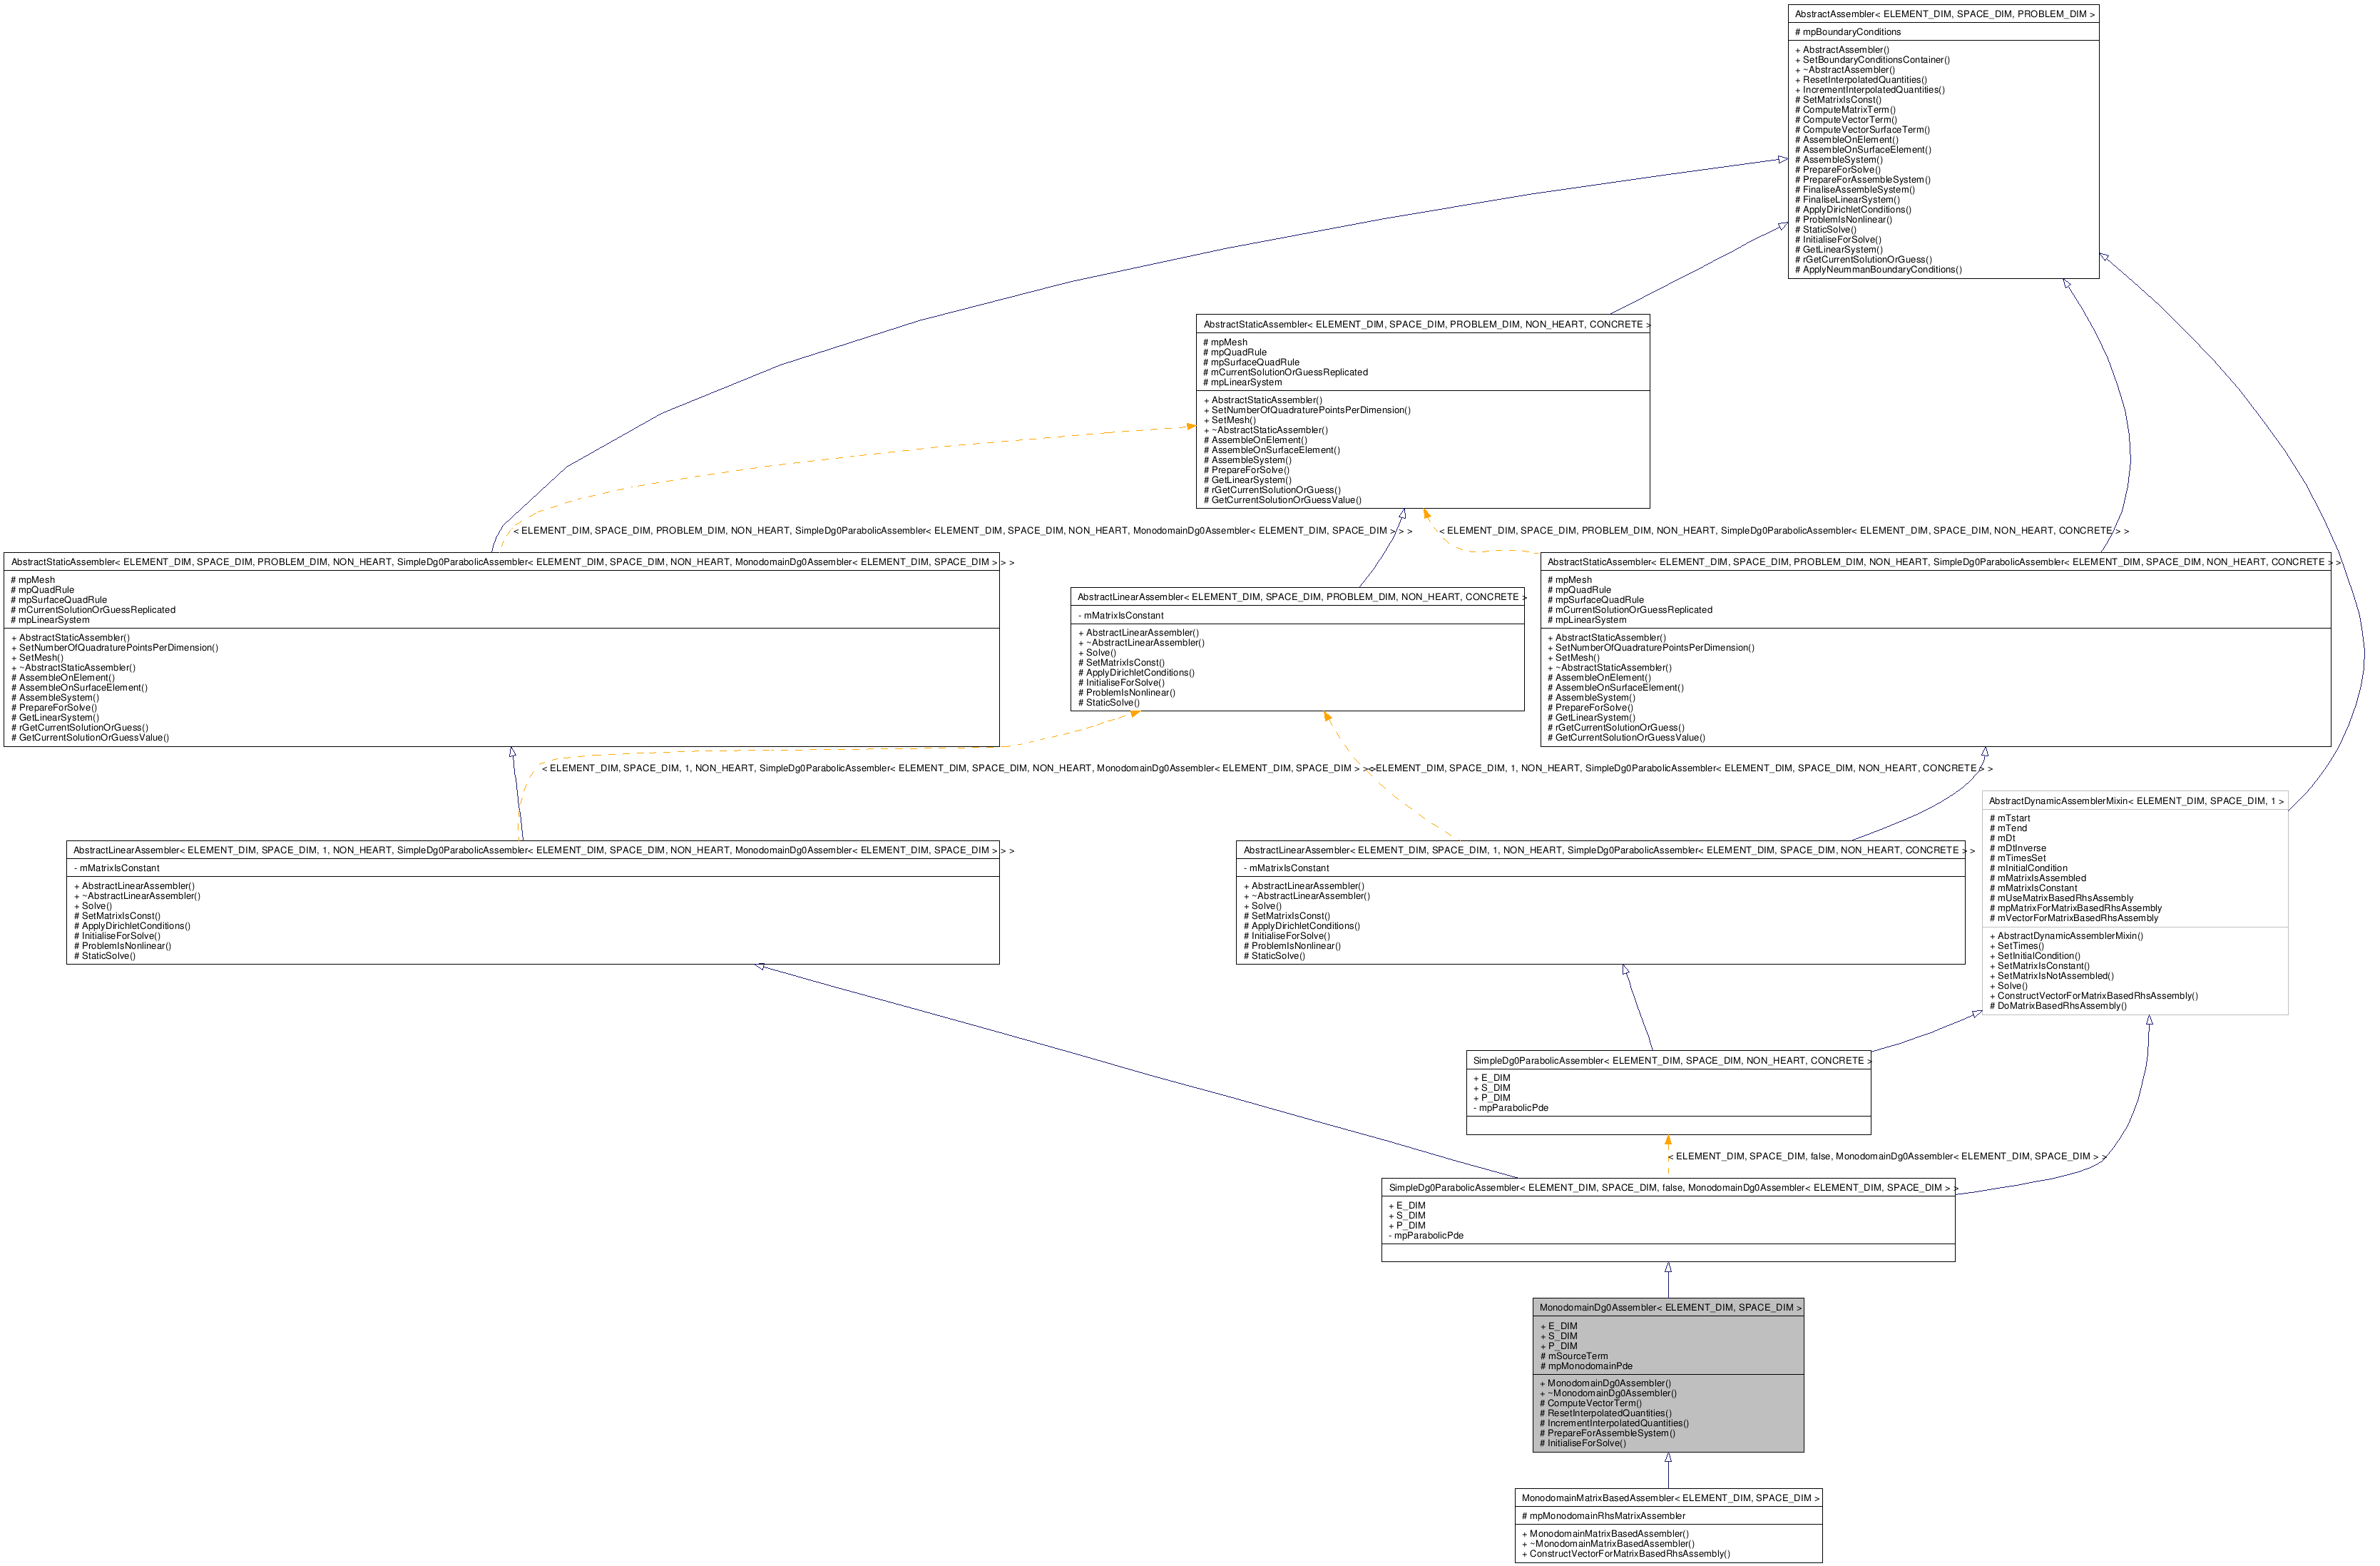 AbstractAssembler< ELEMENT_DIM, SPACE_DIM, PROBLEM_DIM >
# mpBoundaryConditions
+ AbstractAssembler()
+ SetBoundaryConditionsContainer()
+ ~AbstractAssembler()
+ ResetInterpolatedQuantities()
+ IncrementInterpolatedQuantities()
# SetMatrixIsConst()
# ComputeMatrixTerm()
# ComputeVectorTerm()
# ComputeVectorSurfaceTerm()
# AssembleOnElement()
# AssembleOnSurfaceElement()
# AssembleSystem()
# PrepareForSolve()
# PrepareForAssembleSystem()
# FinaliseAssembleSystem()
# FinaliseLinearSystem()
# ApplyDirichletConditions()
# ProblemIsNonlinear()
# StaticSolve()
# InitialiseForSolve()
# GetLinearSystem()
# rGetCurrentSolutionOrGuess()
# ApplyNeummanBoundaryConditions()
AbstractStaticAssembler< ELEMENT_DIM, SPACE_DIM, PROBLEM_DIM, NON_HEART, CONCRETE >
# mpMesh
# mpQuadRule
# mpSurfaceQuadRule
# mCurrentSolutionOrGuessReplicated
# mpLinearSystem
+ AbstractStaticAssembler()
+ SetNumberOfQuadraturePointsPerDimension()
+ SetMesh()
+ ~AbstractStaticAssembler()
# AssembleOnElement()
# AssembleOnSurfaceElement()
# AssembleSystem()
# PrepareForSolve()
# GetLinearSystem()
# rGetCurrentSolutionOrGuess()
# GetCurrentSolutionOrGuessValue()
< ELEMENT_DIM, SPACE_DIM, PROBLEM_DIM, NON_HEART, SimpleDg0ParabolicAssembler< ELEMENT_DIM, SPACE_DIM, NON_HEART, MonodomainDg0Assembler< ELEMENT_DIM, SPACE_DIM > > >
< ELEMENT_DIM, SPACE_DIM, PROBLEM_DIM, NON_HEART, SimpleDg0ParabolicAssembler< ELEMENT_DIM, SPACE_DIM, NON_HEART, CONCRETE > >
AbstractStaticAssembler< ELEMENT_DIM, SPACE_DIM, PROBLEM_DIM, NON_HEART, SimpleDg0ParabolicAssembler< ELEMENT_DIM, SPACE_DIM, NON_HEART, MonodomainDg0Assembler< ELEMENT_DIM, SPACE_DIM > > >
# mpMesh
# mpQuadRule
# mpSurfaceQuadRule
# mCurrentSolutionOrGuessReplicated
# mpLinearSystem
+ AbstractStaticAssembler()
+ SetNumberOfQuadraturePointsPerDimension()
+ SetMesh()
+ ~AbstractStaticAssembler()
# AssembleOnElement()
# AssembleOnSurfaceElement()
# AssembleSystem()
# PrepareForSolve()
# GetLinearSystem()
# rGetCurrentSolutionOrGuess()
# GetCurrentSolutionOrGuessValue()
AbstractLinearAssembler< ELEMENT_DIM, SPACE_DIM, PROBLEM_DIM, NON_HEART, CONCRETE >
- mMatrixIsConstant
+ AbstractLinearAssembler()
+ ~AbstractLinearAssembler()
+ Solve()
# SetMatrixIsConst()
# ApplyDirichletConditions()
# InitialiseForSolve()
# ProblemIsNonlinear()
# StaticSolve()
AbstractStaticAssembler< ELEMENT_DIM, SPACE_DIM, PROBLEM_DIM, NON_HEART, SimpleDg0ParabolicAssembler< ELEMENT_DIM, SPACE_DIM, NON_HEART, CONCRETE > >
# mpMesh
# mpQuadRule
# mpSurfaceQuadRule
# mCurrentSolutionOrGuessReplicated
# mpLinearSystem
+ AbstractStaticAssembler()
+ SetNumberOfQuadraturePointsPerDimension()
+ SetMesh()
+ ~AbstractStaticAssembler()
# AssembleOnElement()
# AssembleOnSurfaceElement()
# AssembleSystem()
# PrepareForSolve()
# GetLinearSystem()
# rGetCurrentSolutionOrGuess()
# GetCurrentSolutionOrGuessValue()
< ELEMENT_DIM, SPACE_DIM, 1, NON_HEART, SimpleDg0ParabolicAssembler< ELEMENT_DIM, SPACE_DIM, NON_HEART, MonodomainDg0Assembler< ELEMENT_DIM, SPACE_DIM > > >
< ELEMENT_DIM, SPACE_DIM, 1, NON_HEART, SimpleDg0ParabolicAssembler< ELEMENT_DIM, SPACE_DIM, NON_HEART, CONCRETE > >
AbstractLinearAssembler< ELEMENT_DIM, SPACE_DIM, 1, NON_HEART, SimpleDg0ParabolicAssembler< ELEMENT_DIM, SPACE_DIM, NON_HEART, MonodomainDg0Assembler< ELEMENT_DIM, SPACE_DIM > > >
- mMatrixIsConstant
+ AbstractLinearAssembler()
+ ~AbstractLinearAssembler()
+ Solve()
# SetMatrixIsConst()
# ApplyDirichletConditions()
# InitialiseForSolve()
# ProblemIsNonlinear()
# StaticSolve()
AbstractLinearAssembler< ELEMENT_DIM, SPACE_DIM, 1, NON_HEART, SimpleDg0ParabolicAssembler< ELEMENT_DIM, SPACE_DIM, NON_HEART, CONCRETE > >
- mMatrixIsConstant
+ AbstractLinearAssembler()
+ ~AbstractLinearAssembler()
+ Solve()
# SetMatrixIsConst()
# ApplyDirichletConditions()
# InitialiseForSolve()
# ProblemIsNonlinear()
# StaticSolve()
AbstractDynamicAssemblerMixin< ELEMENT_DIM, SPACE_DIM, 1 >
# mTstart
# mTend
# mDt
# mDtInverse
# mTimesSet
# mInitialCondition
# mMatrixIsAssembled
# mMatrixIsConstant
# mUseMatrixBasedRhsAssembly
# mpMatrixForMatrixBasedRhsAssembly
# mVectorForMatrixBasedRhsAssembly
+ AbstractDynamicAssemblerMixin()
+ SetTimes()
+ SetInitialCondition()
+ SetMatrixIsConstant()
+ SetMatrixIsNotAssembled()
+ Solve()
+ ConstructVectorForMatrixBasedRhsAssembly()
# DoMatrixBasedRhsAssembly()
SimpleDg0ParabolicAssembler< ELEMENT_DIM, SPACE_DIM, NON_HEART, CONCRETE >
+ E_DIM
+ S_DIM
+ P_DIM
- mpParabolicPde
< ELEMENT_DIM, SPACE_DIM, false, MonodomainDg0Assembler< ELEMENT_DIM, SPACE_DIM > >
SimpleDg0ParabolicAssembler< ELEMENT_DIM, SPACE_DIM, false, MonodomainDg0Assembler< ELEMENT_DIM, SPACE_DIM > >
+ E_DIM
+ S_DIM
+ P_DIM
- mpParabolicPde
MonodomainDg0Assembler< ELEMENT_DIM, SPACE_DIM >
+ E_DIM
+ S_DIM
+ P_DIM
# mSourceTerm
# mpMonodomainPde
+ MonodomainDg0Assembler()
+ ~MonodomainDg0Assembler()
# ComputeVectorTerm()
# ResetInterpolatedQuantities()
# IncrementInterpolatedQuantities()
# PrepareForAssembleSystem()
# InitialiseForSolve()
MonodomainMatrixBasedAssembler< ELEMENT_DIM, SPACE_DIM >
# mpMonodomainRhsMatrixAssembler
+ MonodomainMatrixBasedAssembler()
+ ~MonodomainMatrixBasedAssembler()
+ ConstructVectorForMatrixBasedRhsAssembly()